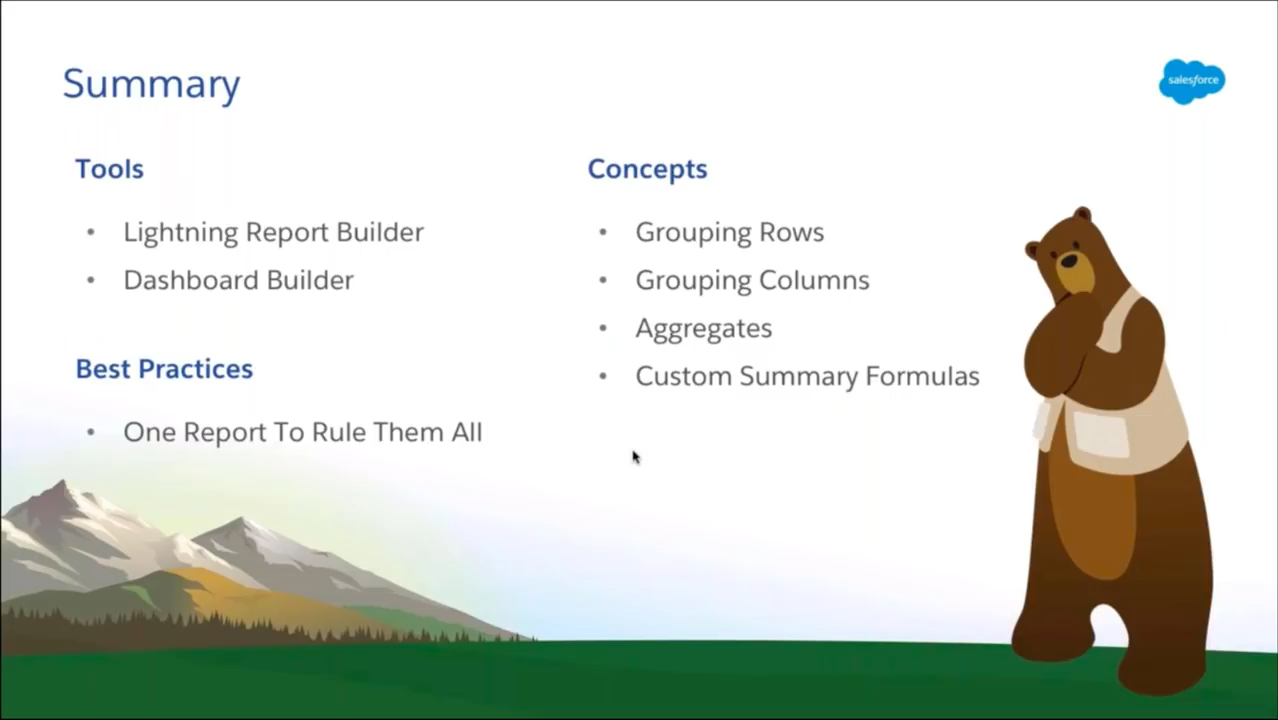 Summary
salesforce
Tools
• Lightning Report Builder
• Dashboard Builder
Best Practices
• One Report To Rule Them All
Concepts
• Grouping Rows
• Grouping Columns
• Aggregates
• Custom Summary Formulas